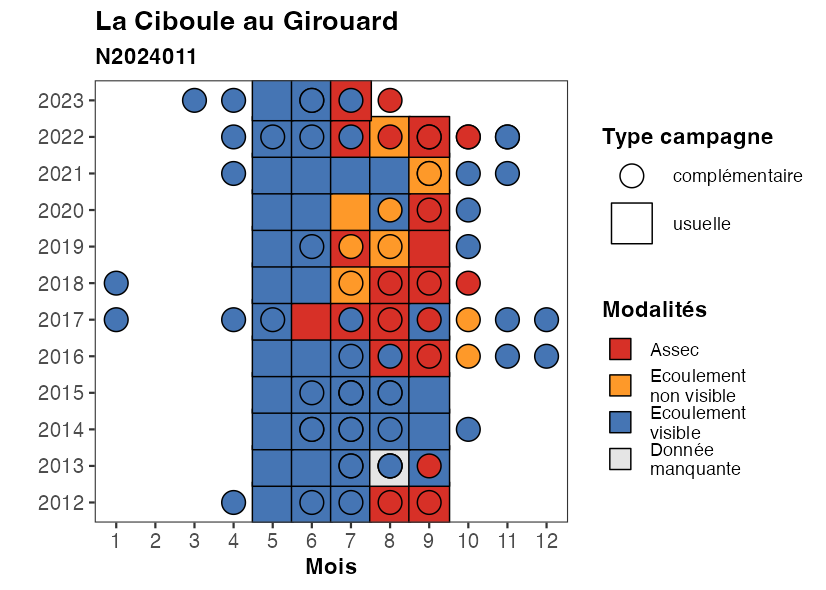 La Ciboule au Girouard
N2024011
2023
2022
2021
2020
2019
2018
2017
2016
2015
2014
2013
2012
1 2 3 4 5 6 7 8 9 10 11 12
Mois
Type campagne
complémentaire
usuelle
Modalités
Assec
Ecoulement
non visible
Ecoulement
visible
Donnée
manquante